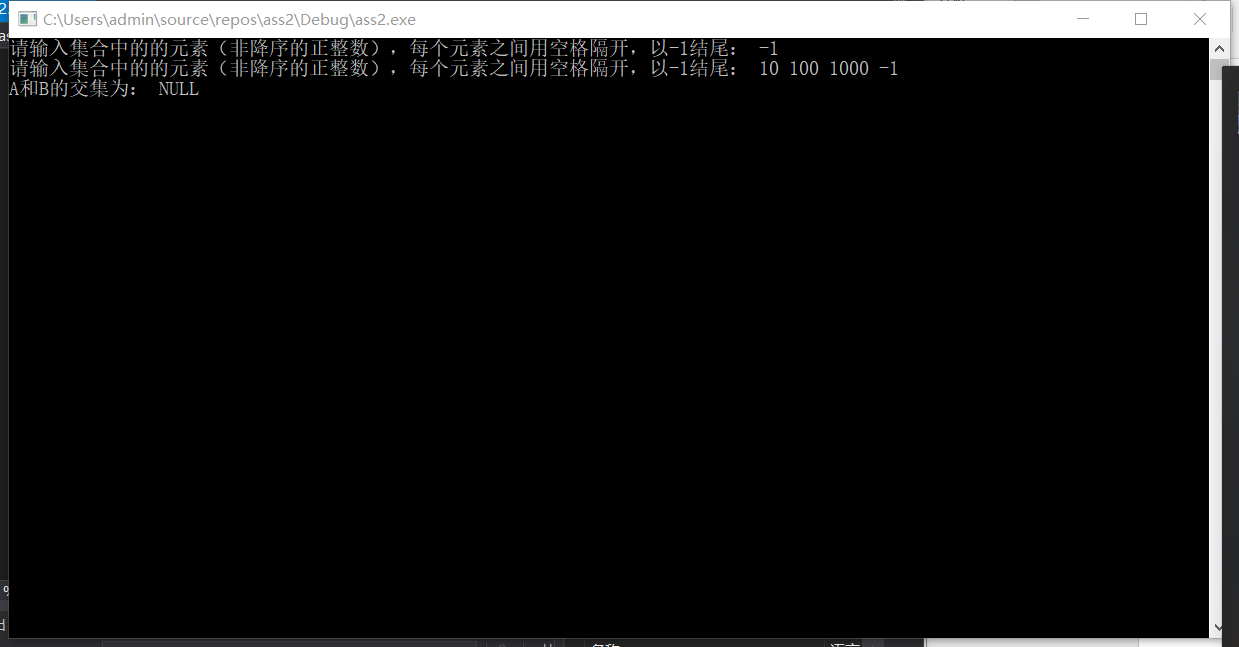 C:\Users\admin\source\repos\ass2\Debug\ass2.exe
请输入集合中的的元素（非降序的正整数），每个元素之间用空格隔开，以-1结尾： -1
请输入集合中的的元素（非降序的正整数），每个元素之间用空格隔开，以-1结尾： 10 100 1000 -1
A和B的交集为： NULL